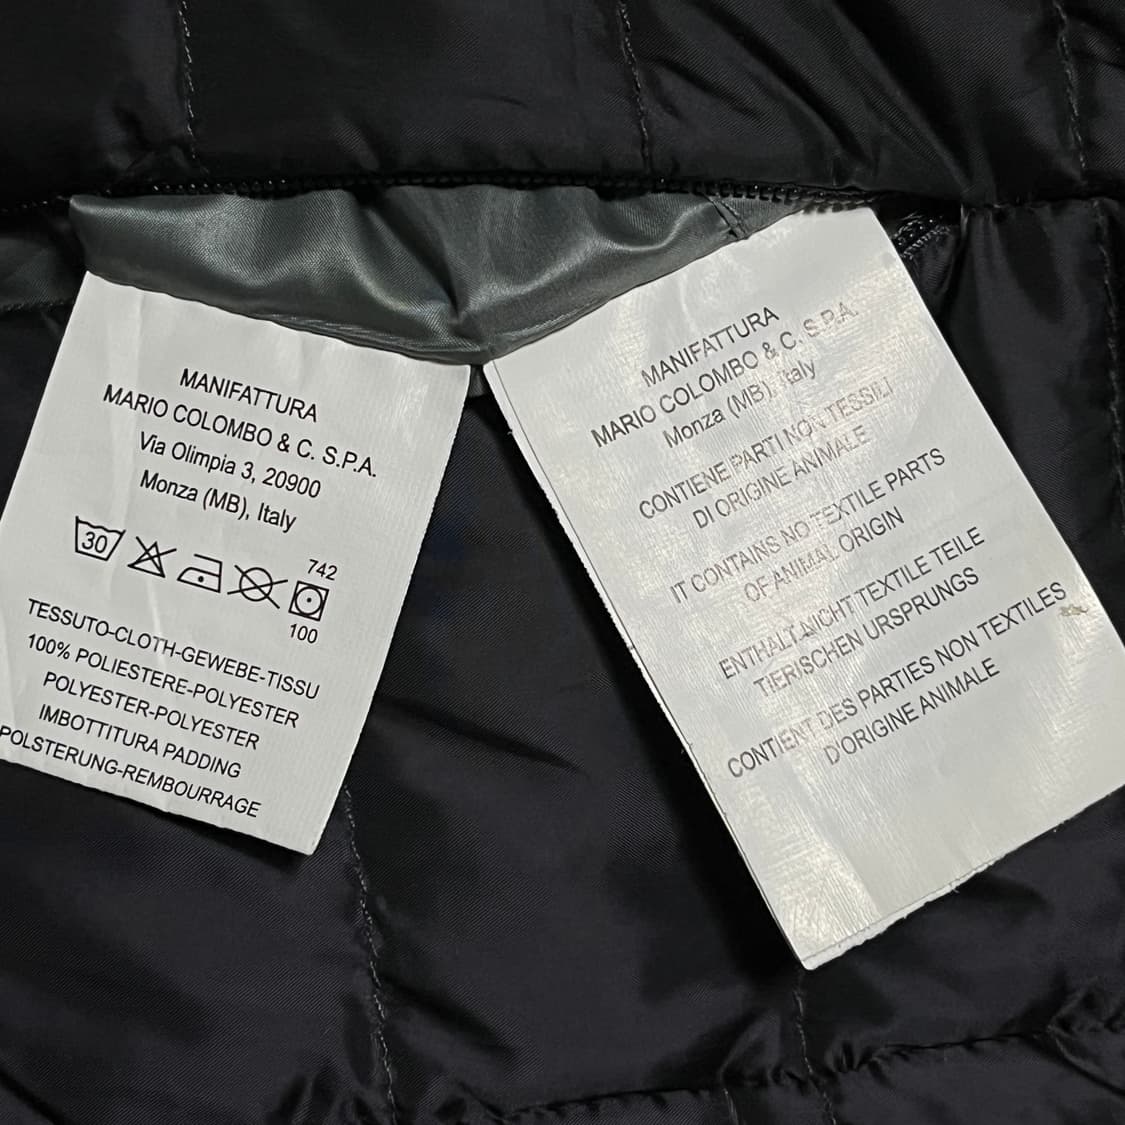 MANIFATTURA
MARIO COLOMBO & C. S.P.A.
Via Olimpia 3, 20900
Monza (MB), Italy
30
742
100
TESSUTO-CLOTH-GEWEBE-TISSU
100% POLIESTERE-POLYESTER
POLYESTER-POLYESTER
IMBOTTITURA PADDING
POLSTERUNG-REMBOURRAGE
MANIFATTURA
MARIO COLOMBO & C. S.P.A.
Monza (MB), Italy
CONTIENE PARTI NON TESSILI
DI ORIGINE ANIMALE
IT CONTAINS NO TEXTILE PARTS
OF ANIMAL ORIGIN
ENTHALT NICHT TEXTILE TEILE
TIERISCHEN URSPRUNGS
CONTIENT DES PARTIES NON TEXTILES
D'ORIGINE ANIMALE